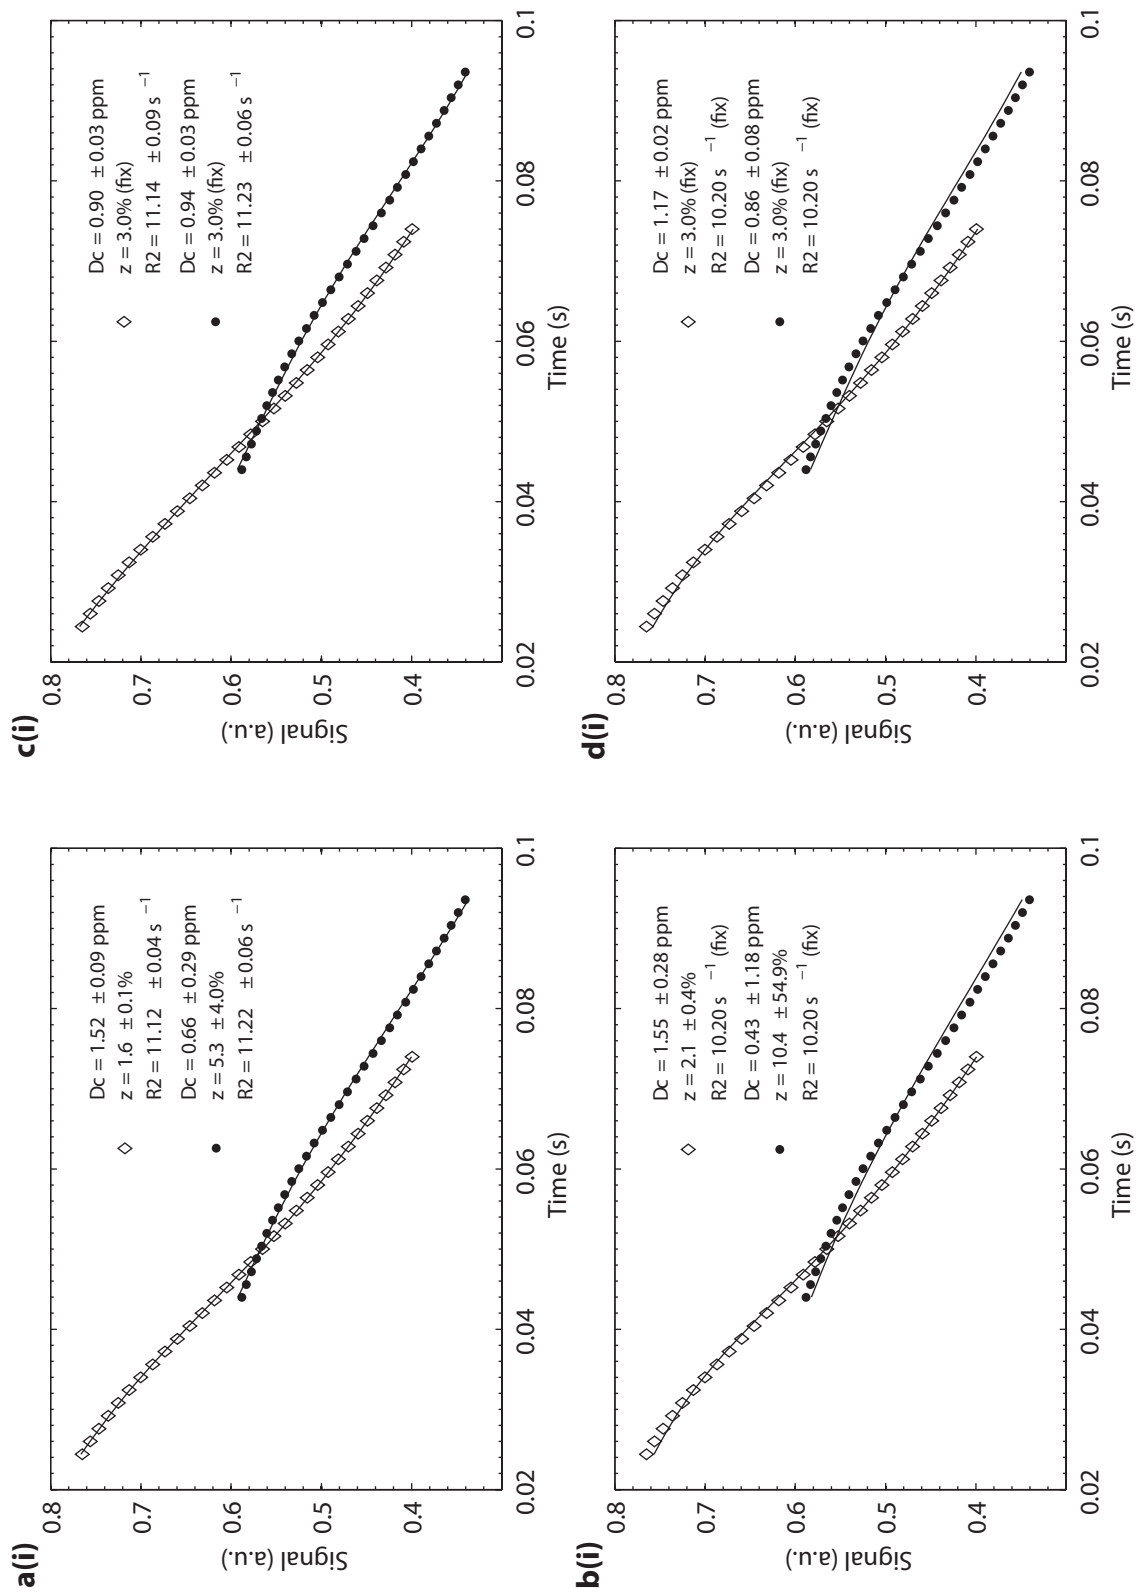 a(i)
Signal (a.u.)
0.8
0.7
0.6
0.5
0.4
Dc = 1.52 ± 0.09 ppm
z = 1.6 ± 0.1%
R2 = 11.12 ± 0.04 s −1
Dc = 0.66 ± 0.29 ppm
z = 5.3 ± 4.0%
R2 = 11.22 ± 0.06 s −1
0.02 0.04 0.06 0.08 0.1
Time (s)
c(i)
Signal (a.u.)
0.8
0.7
0.6
0.5
0.4
Dc = 0.90 ± 0.03 ppm
z = 3.0% (fix)
R2 = 11.14 ± 0.09 s −1
Dc = 0.94 ± 0.03 ppm
z = 3.0% (fix)
R2 = 11.23 ± 0.06 s −1
0.02 0.04 0.06 0.08 0.1
Time (s)
b(i)
Signal (a.u.)
0.8
0.7
0.6
0.5
0.4
Dc = 1.55 ± 0.28 ppm
z = 2.1 ± 0.4%
R2 = 10.20 s −1 (fix)
Dc = 0.43 ± 1.18 ppm
z = 10.4 ± 54.9%
R2 = 10.20 s −1 (fix)
0.02 0.04 0.06 0.08 0.1
Time (s)
d(i)
Signal (a.u.)
0.8
0.7
0.6
0.5
0.4
Dc = 1.17 ± 0.02 ppm
z = 3.0% (fix)
R2 = 10.20 s −1 (fix)
Dc = 0.86 ± 0.08 ppm
z = 3.0% (fix)
R2 = 10.20 s −1 (fix)
0.02 0.04 0.06 0.08 0.1
Time (s)